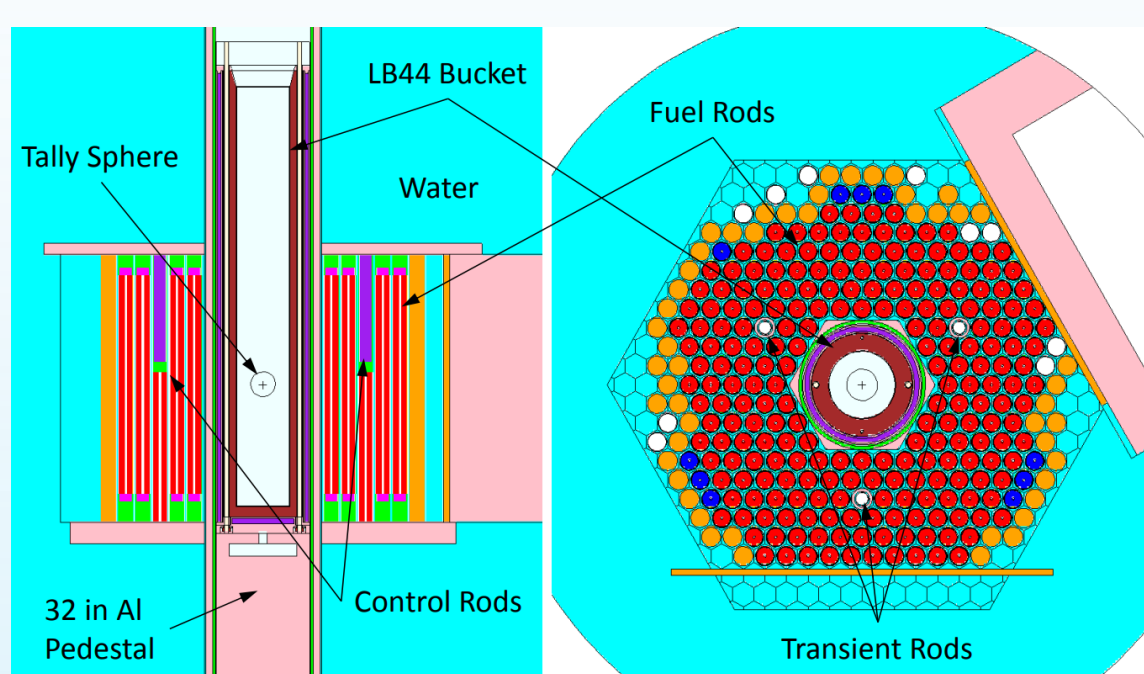 LB44 Bucket
Fuel Rods
Tally Sphere
Water
32 in Al
Pedestal
Control Rods
Transient Rods